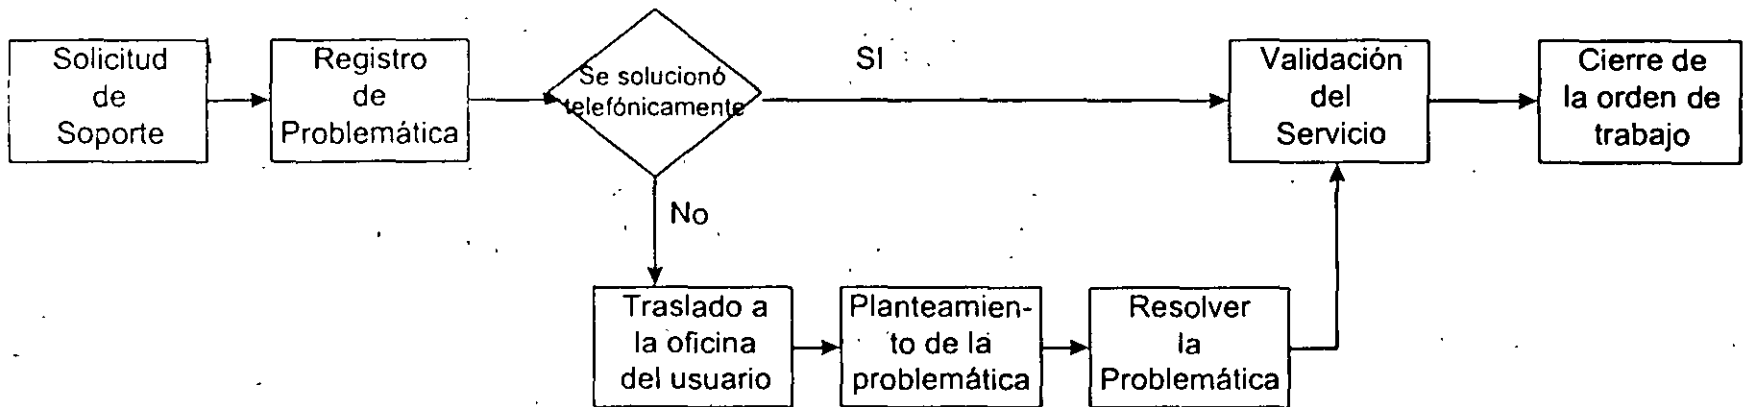 Solicitud
de
Soporte
Registro
de
Problemática
Se solucionó
telefónicamente
SI
Validación
del
Servicio
Cierre de
la orden de
trabajo
No
Traslado a
la oficina
del usuario
Planteamien-
to de la
problemática
Resolver
la
Problemática